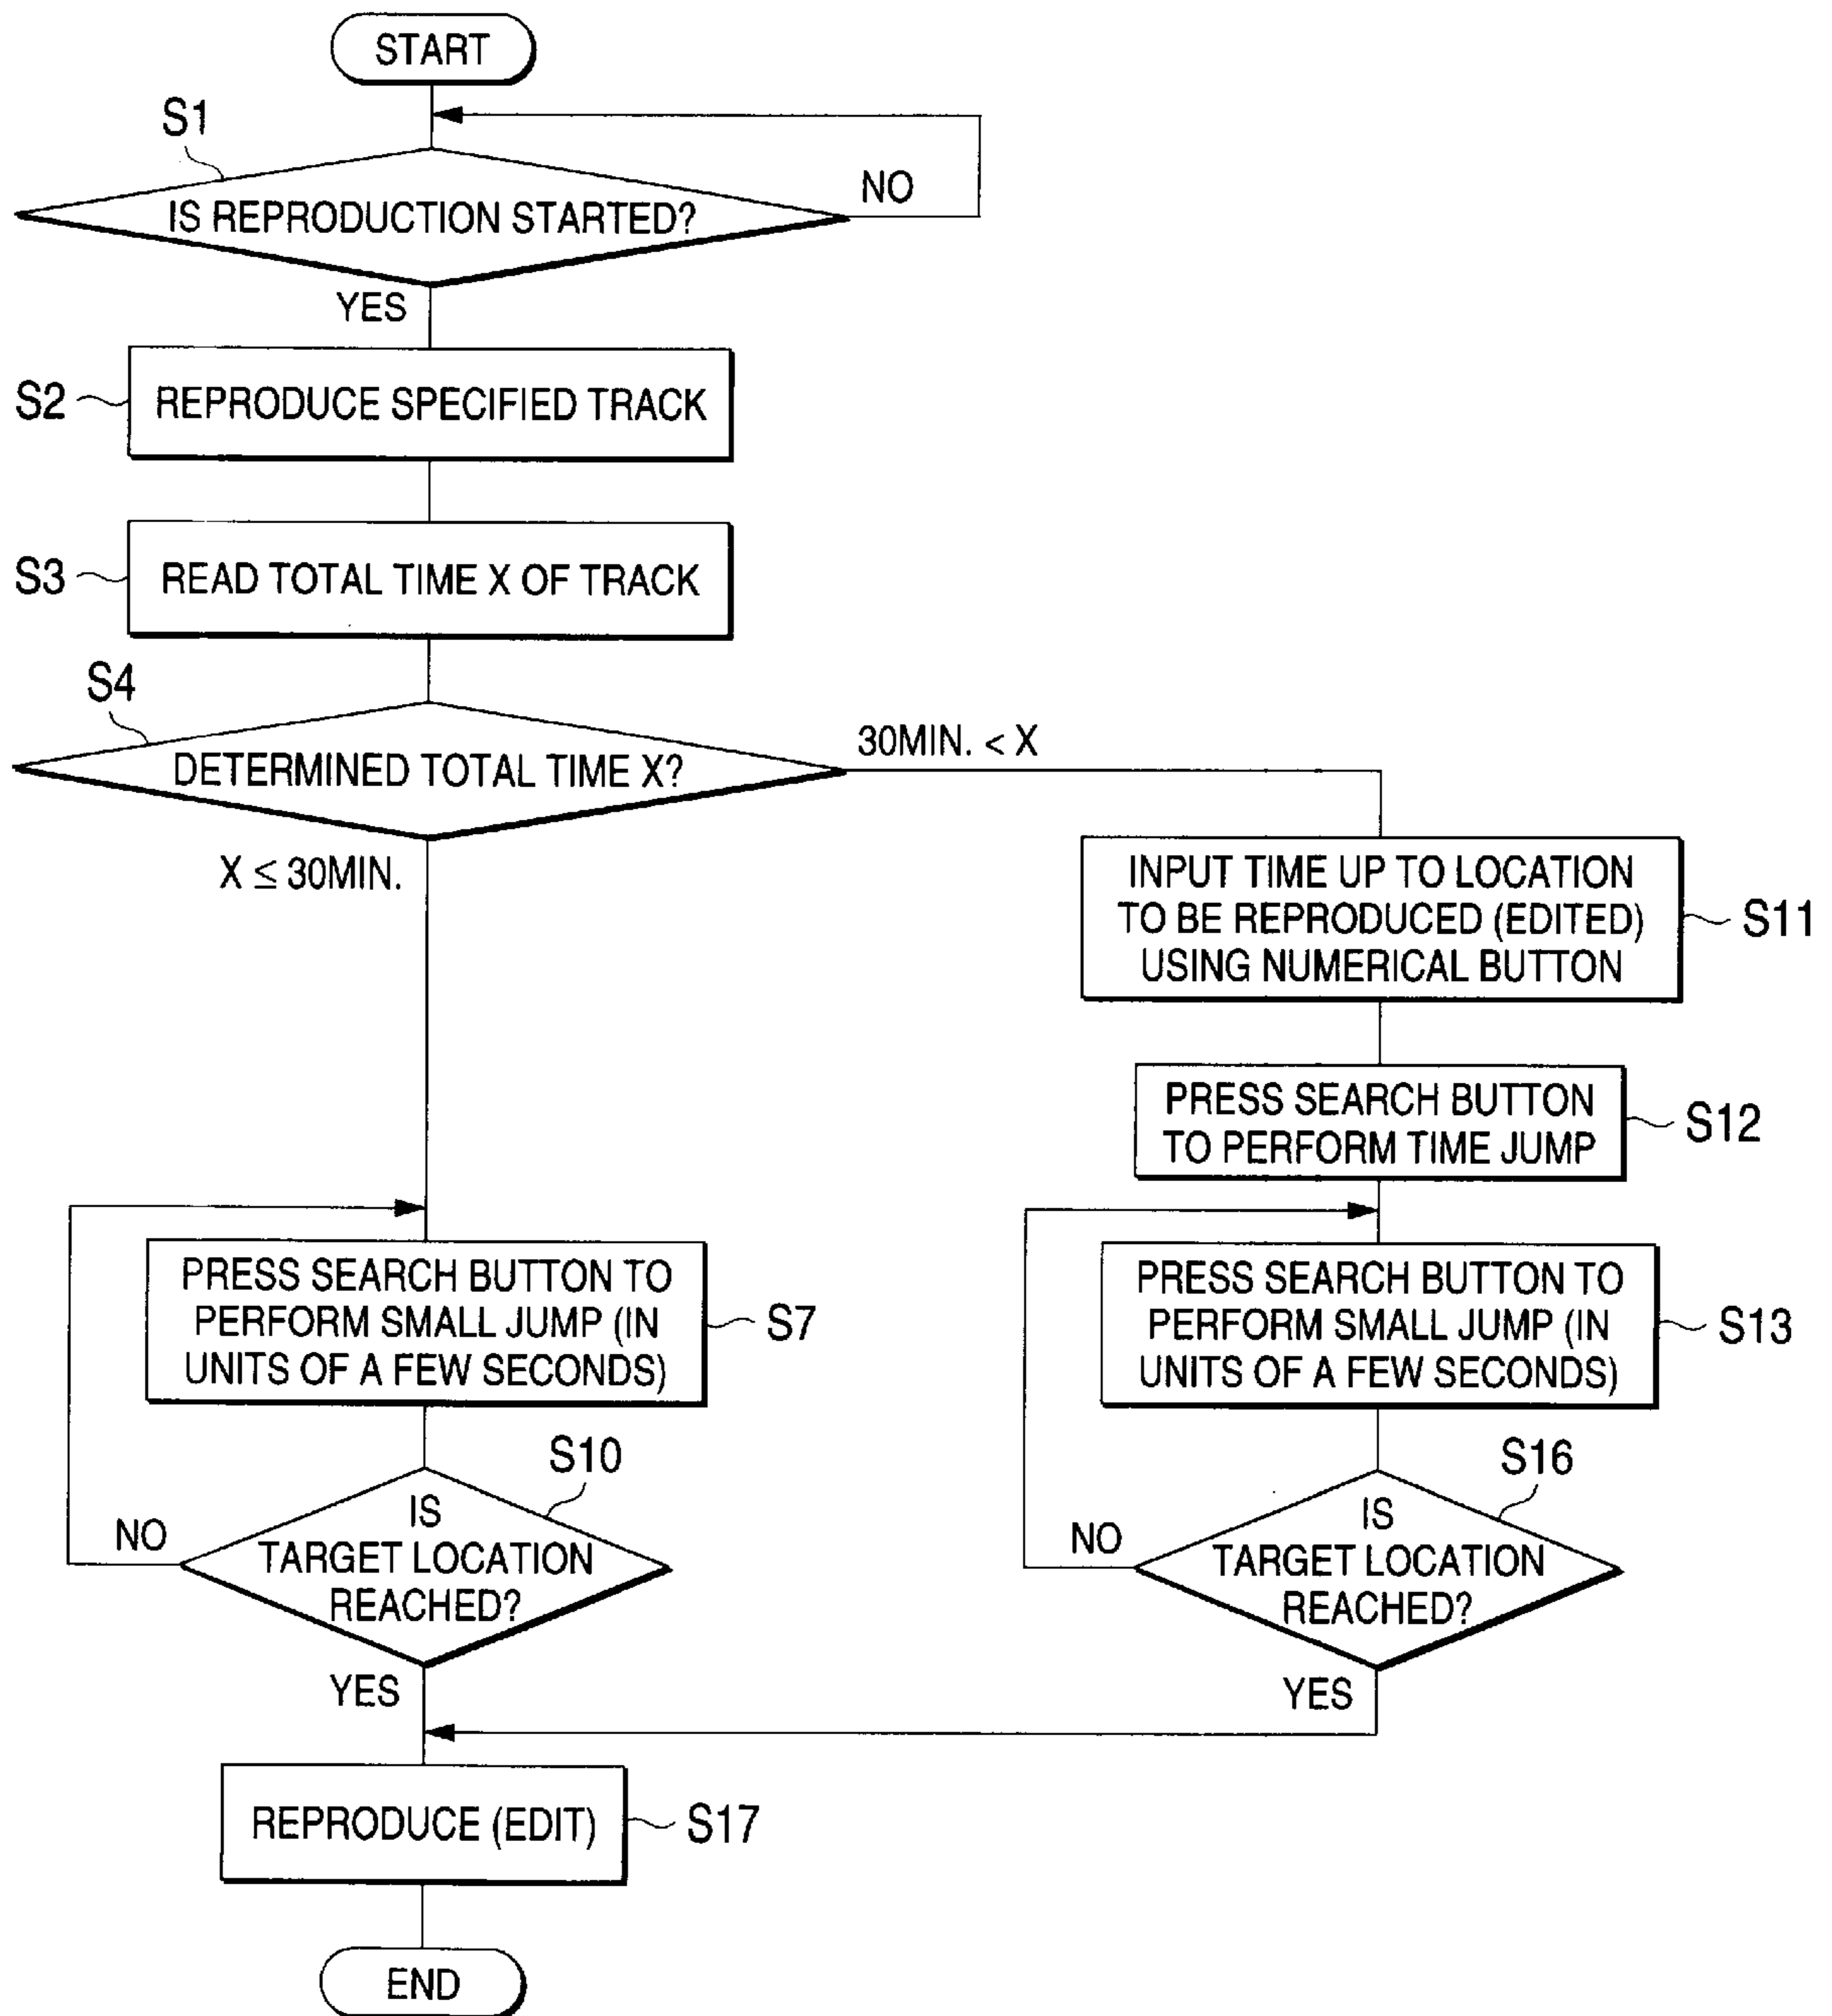 START
S1
NO
IS REPRODUCTION STARTED?
YES
S2
REPRODUCE SPECIFIED TRACK
S3
READ TOTAL TIME X OF TRACK
S4
30MIN. < X
DETERMINED TOTAL TIME X?
X ≤ 30MIN.
INPUT TIME UP TO LOCATION
TO BE REPRODUCED (EDITED)
USING NUMERICAL BUTTON
S11
PRESS SEARCH BUTTON
TO PERFORM TIME JUMP
S12
PRESS SEARCH BUTTON TO
PERFORM SMALL JUMP (IN
UNITS OF A FEW SECONDS)
S7
PRESS SEARCH BUTTON TO
PERFORM SMALL JUMP (IN
UNITS OF A FEW SECONDS)
S13
S10
NO
IS
TARGET LOCATION
REACHED?
YES
S16
NO
IS
TARGET LOCATION
REACHED?
YES
REPRODUCE (EDIT)
S17
END